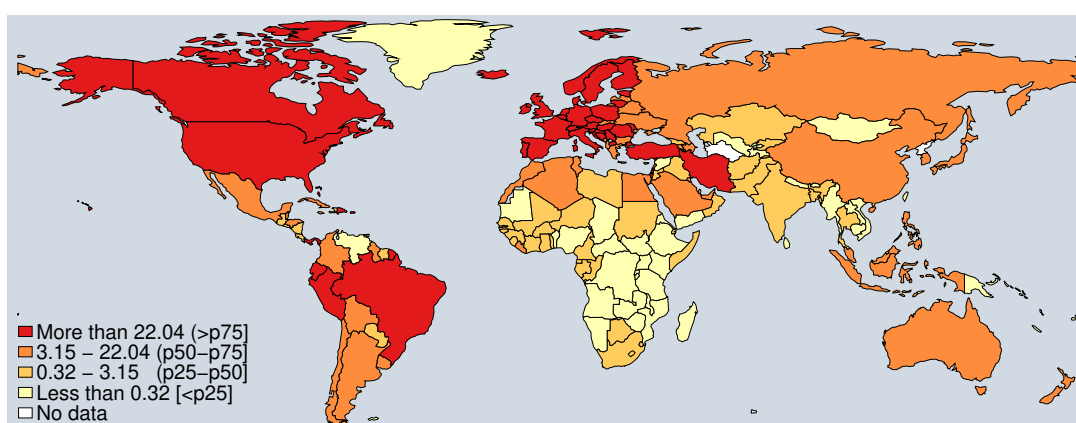 More than 22.04 (>p75]
3.15 − 22.04 (p50−p75]
0.32 − 3.15 (p25−p50]
Less than 0.32 [<p25]
No data